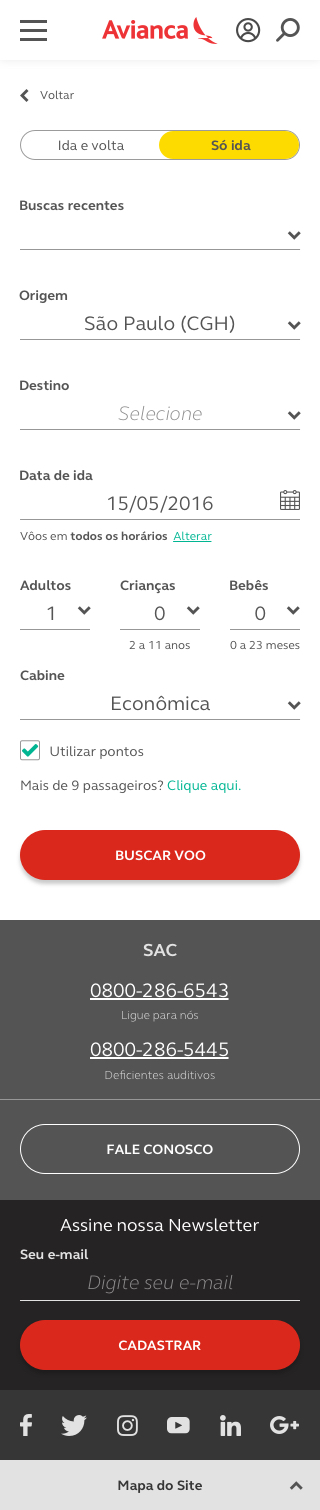 Avianca
Voltar
Ida e volta Só ida
Buscas recentes
Origem
São Paulo (CGH)
Destino
Selecione
Data de ida
15/05/2016
Vôos em todos os horários Alterar
Adultos Crianças Bebês
1 0 0
2 a 11 anos 0 a 23 meses
Cabine
Econômica
Utilizar pontos
Mais de 9 passageiros? Clique aqui.
BUSCAR VOO
SAC
0800-286-6543
Ligue para nós
0800-286-5445
Deficientes auditivos
FALE CONOSCO
Assine nossa Newsletter
Seu e-mail
Digite seu e-mail
CADASTRAR
f in G+
Mapa do Site